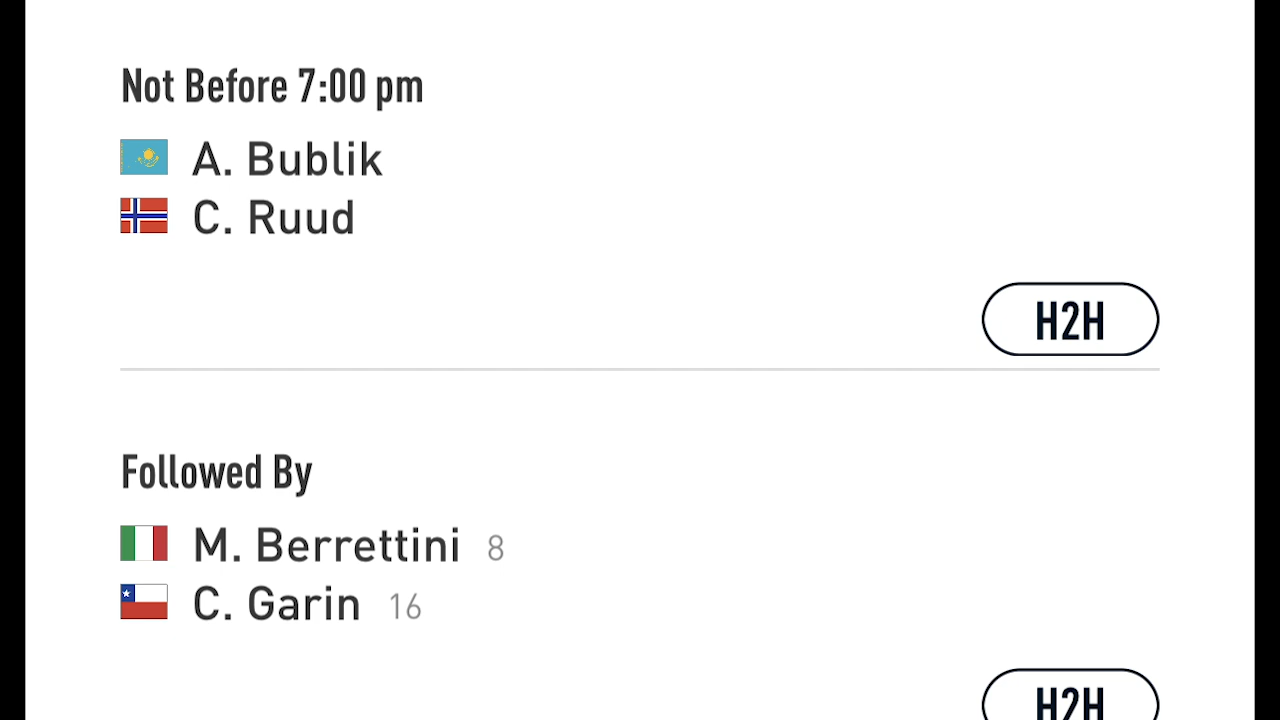 Not Before 7:00 pm
A. Bublik
C. Ruud
H2H
Followed By
M. Berrettini 8
C. Garin 16
H2H